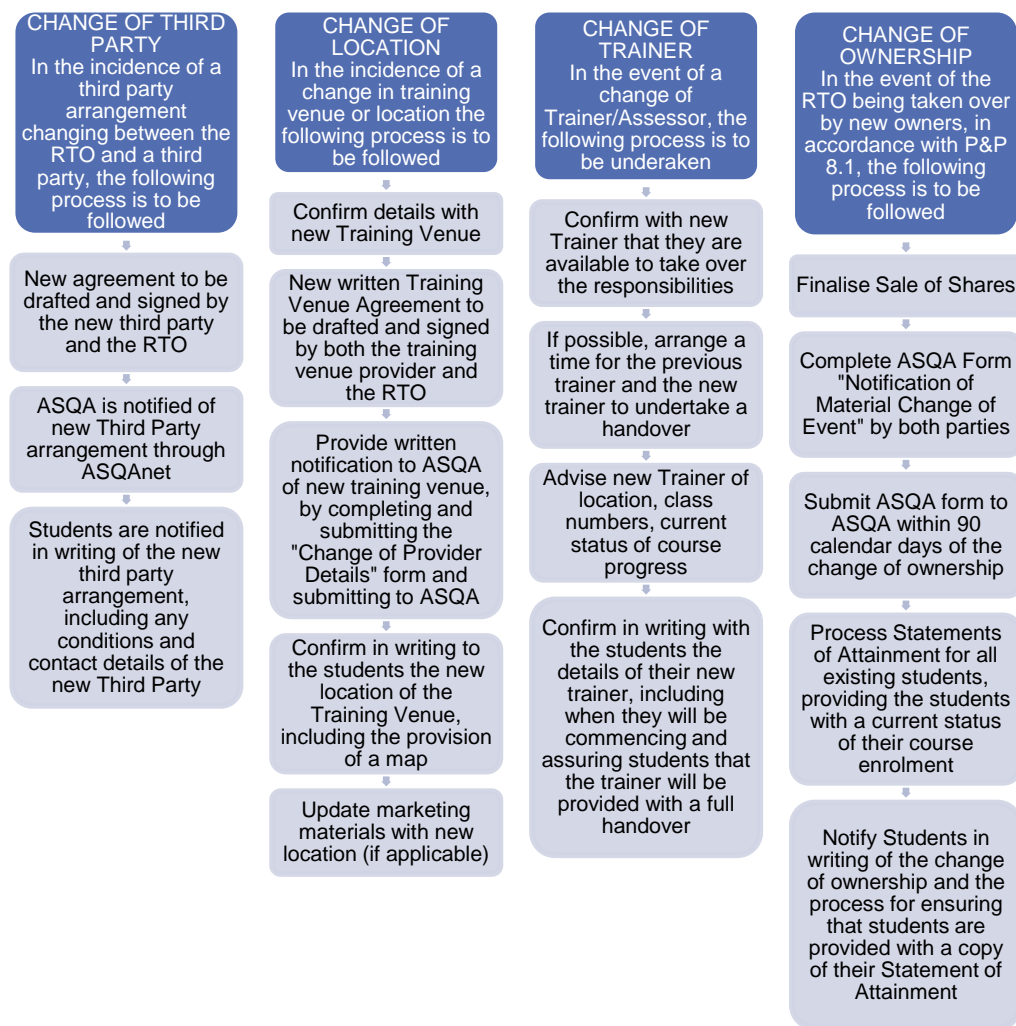 CHANGE OF THIRD
PARTY
In the incidence of a
third party
arrangement
changing between the
RTO and a third
party, the following
process is to be
followed
New agreement to be
drafted and signed by
the new third party
and the RTO
ASQA is notified of
new Third Party
arrangement through
ASQAnet
Students are notified
in writing of the new
third party
arrangement,
including any
conditions and
contact details of the
new Third Party
CHANGE OF
LOCATION
In the incidence of a
change in training
venue or location the
following process is to
be followed
Confirm details with
new Training Venue
New written Training
Venue Agreement to
be drafted and signed
by both the training
venue provider and
the RTO
Provide written
notification to ASQA
of new training venue,
by completing and
submitting the
"Change of Provider
Details" form and
submitting to ASQA
Confirm in writing to
the students the new
location of the
Training Venue,
including the provision
of a map
Update marketing
materials with new
location (if applicable)
CHANGE OF
TRAINER
In the event of a
change of
Trainer/Assessor, the
following process is to
be underaken
Confirm with new
Trainer that they are
available to take over
the responsibilities
If possible, arrange a
time for the previous
trainer and the new
trainer to undertake a
handover
Advise new Trainer of
location, class
numbers, current
status of course
progress
Confirm in writing with
the students the
details of their new
trainer, including
when they will be
commencing and
assuring students that
the trainer will be
provided with a full
handover
CHANGE OF
OWNERSHIP
In the event of the
RTO being taken over
by new owners, in
accordance with P&P
8.1, the following
process is to be
followed
Finalise Sale of Shares
Complete ASQA Form
"Notification of
Material Change of
Event" by both parties
Submit ASQA form to
ASQA within 90
calendar days of the
change of ownership
Process Statements
of Attainment for all
existing students,
providing the students
with a current status
of their course
enrolment
Notify Students in
writing of the change
of ownership and the
process for ensuring
that students are
provided with a copy
of their Statement of
Attainment